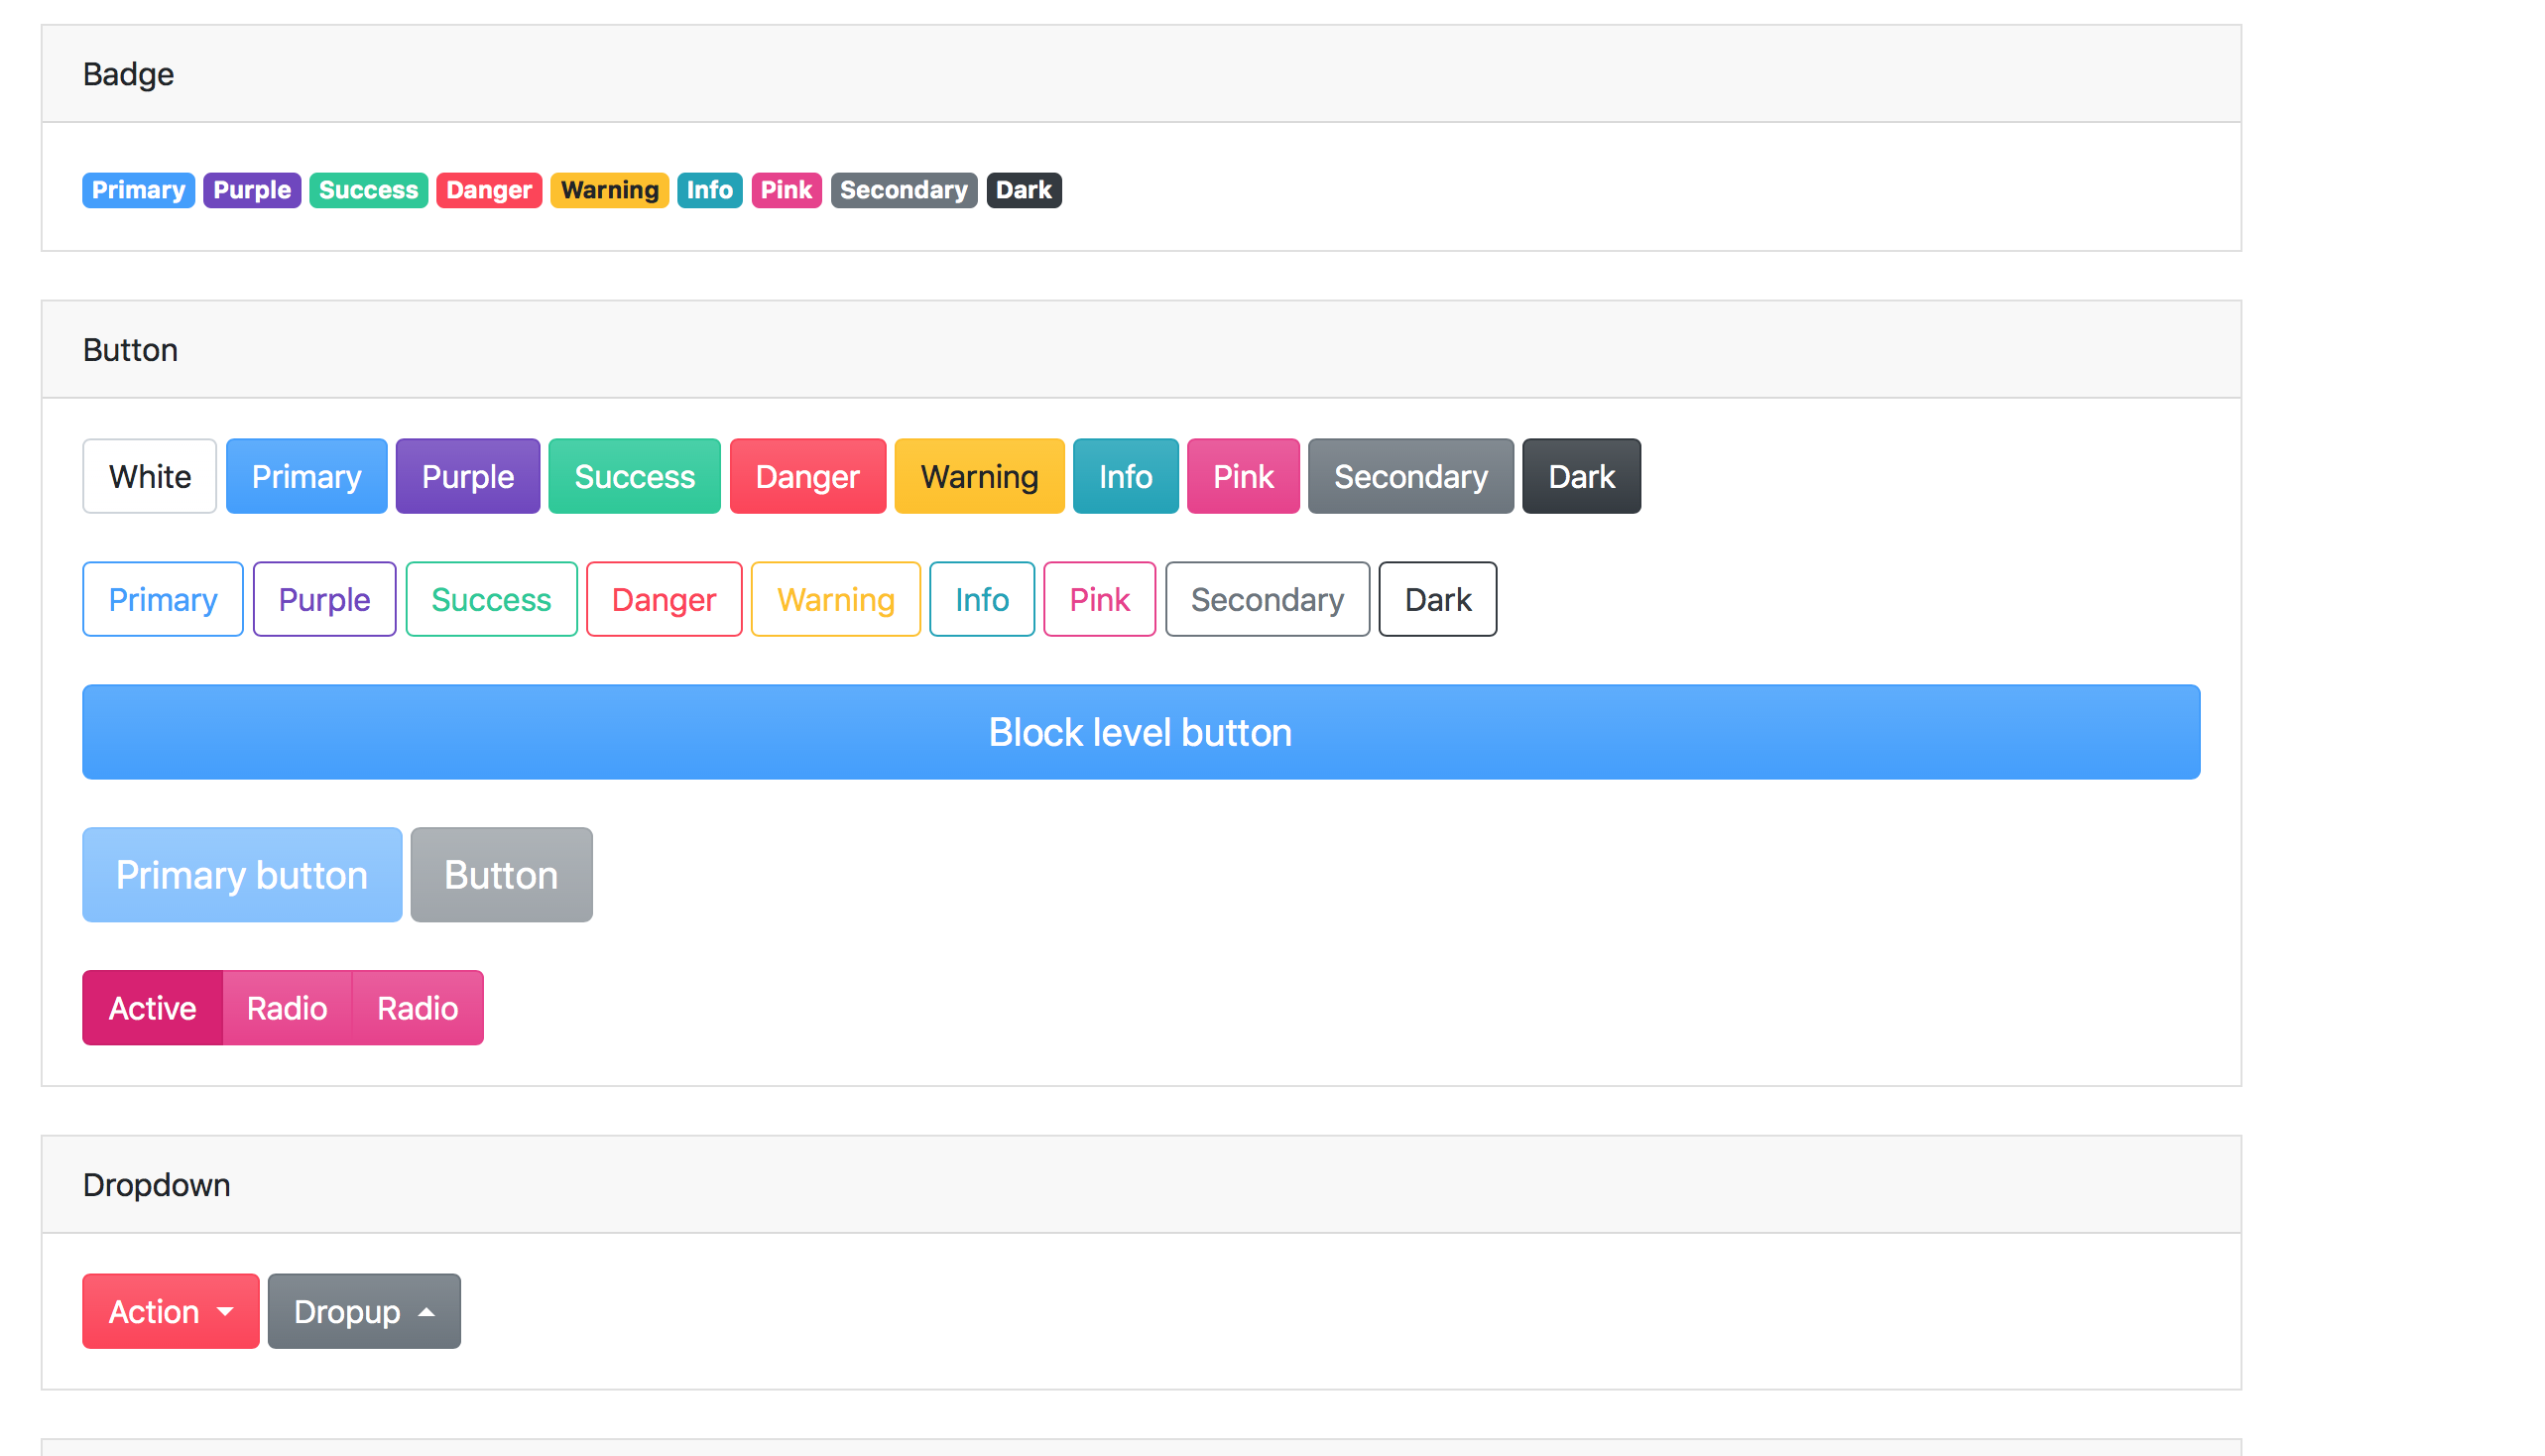 Badge
Primary Purple Success Danger Warning Info Pink Secondary Dark
Button
White Primary Purple Success Danger Warning Info Pink Secondary Dark
Primary Purple Success Danger Warning Info Pink Secondary Dark
Block level button
Primary button Button
Active Radio Radio
Dropdown
Action Dropup